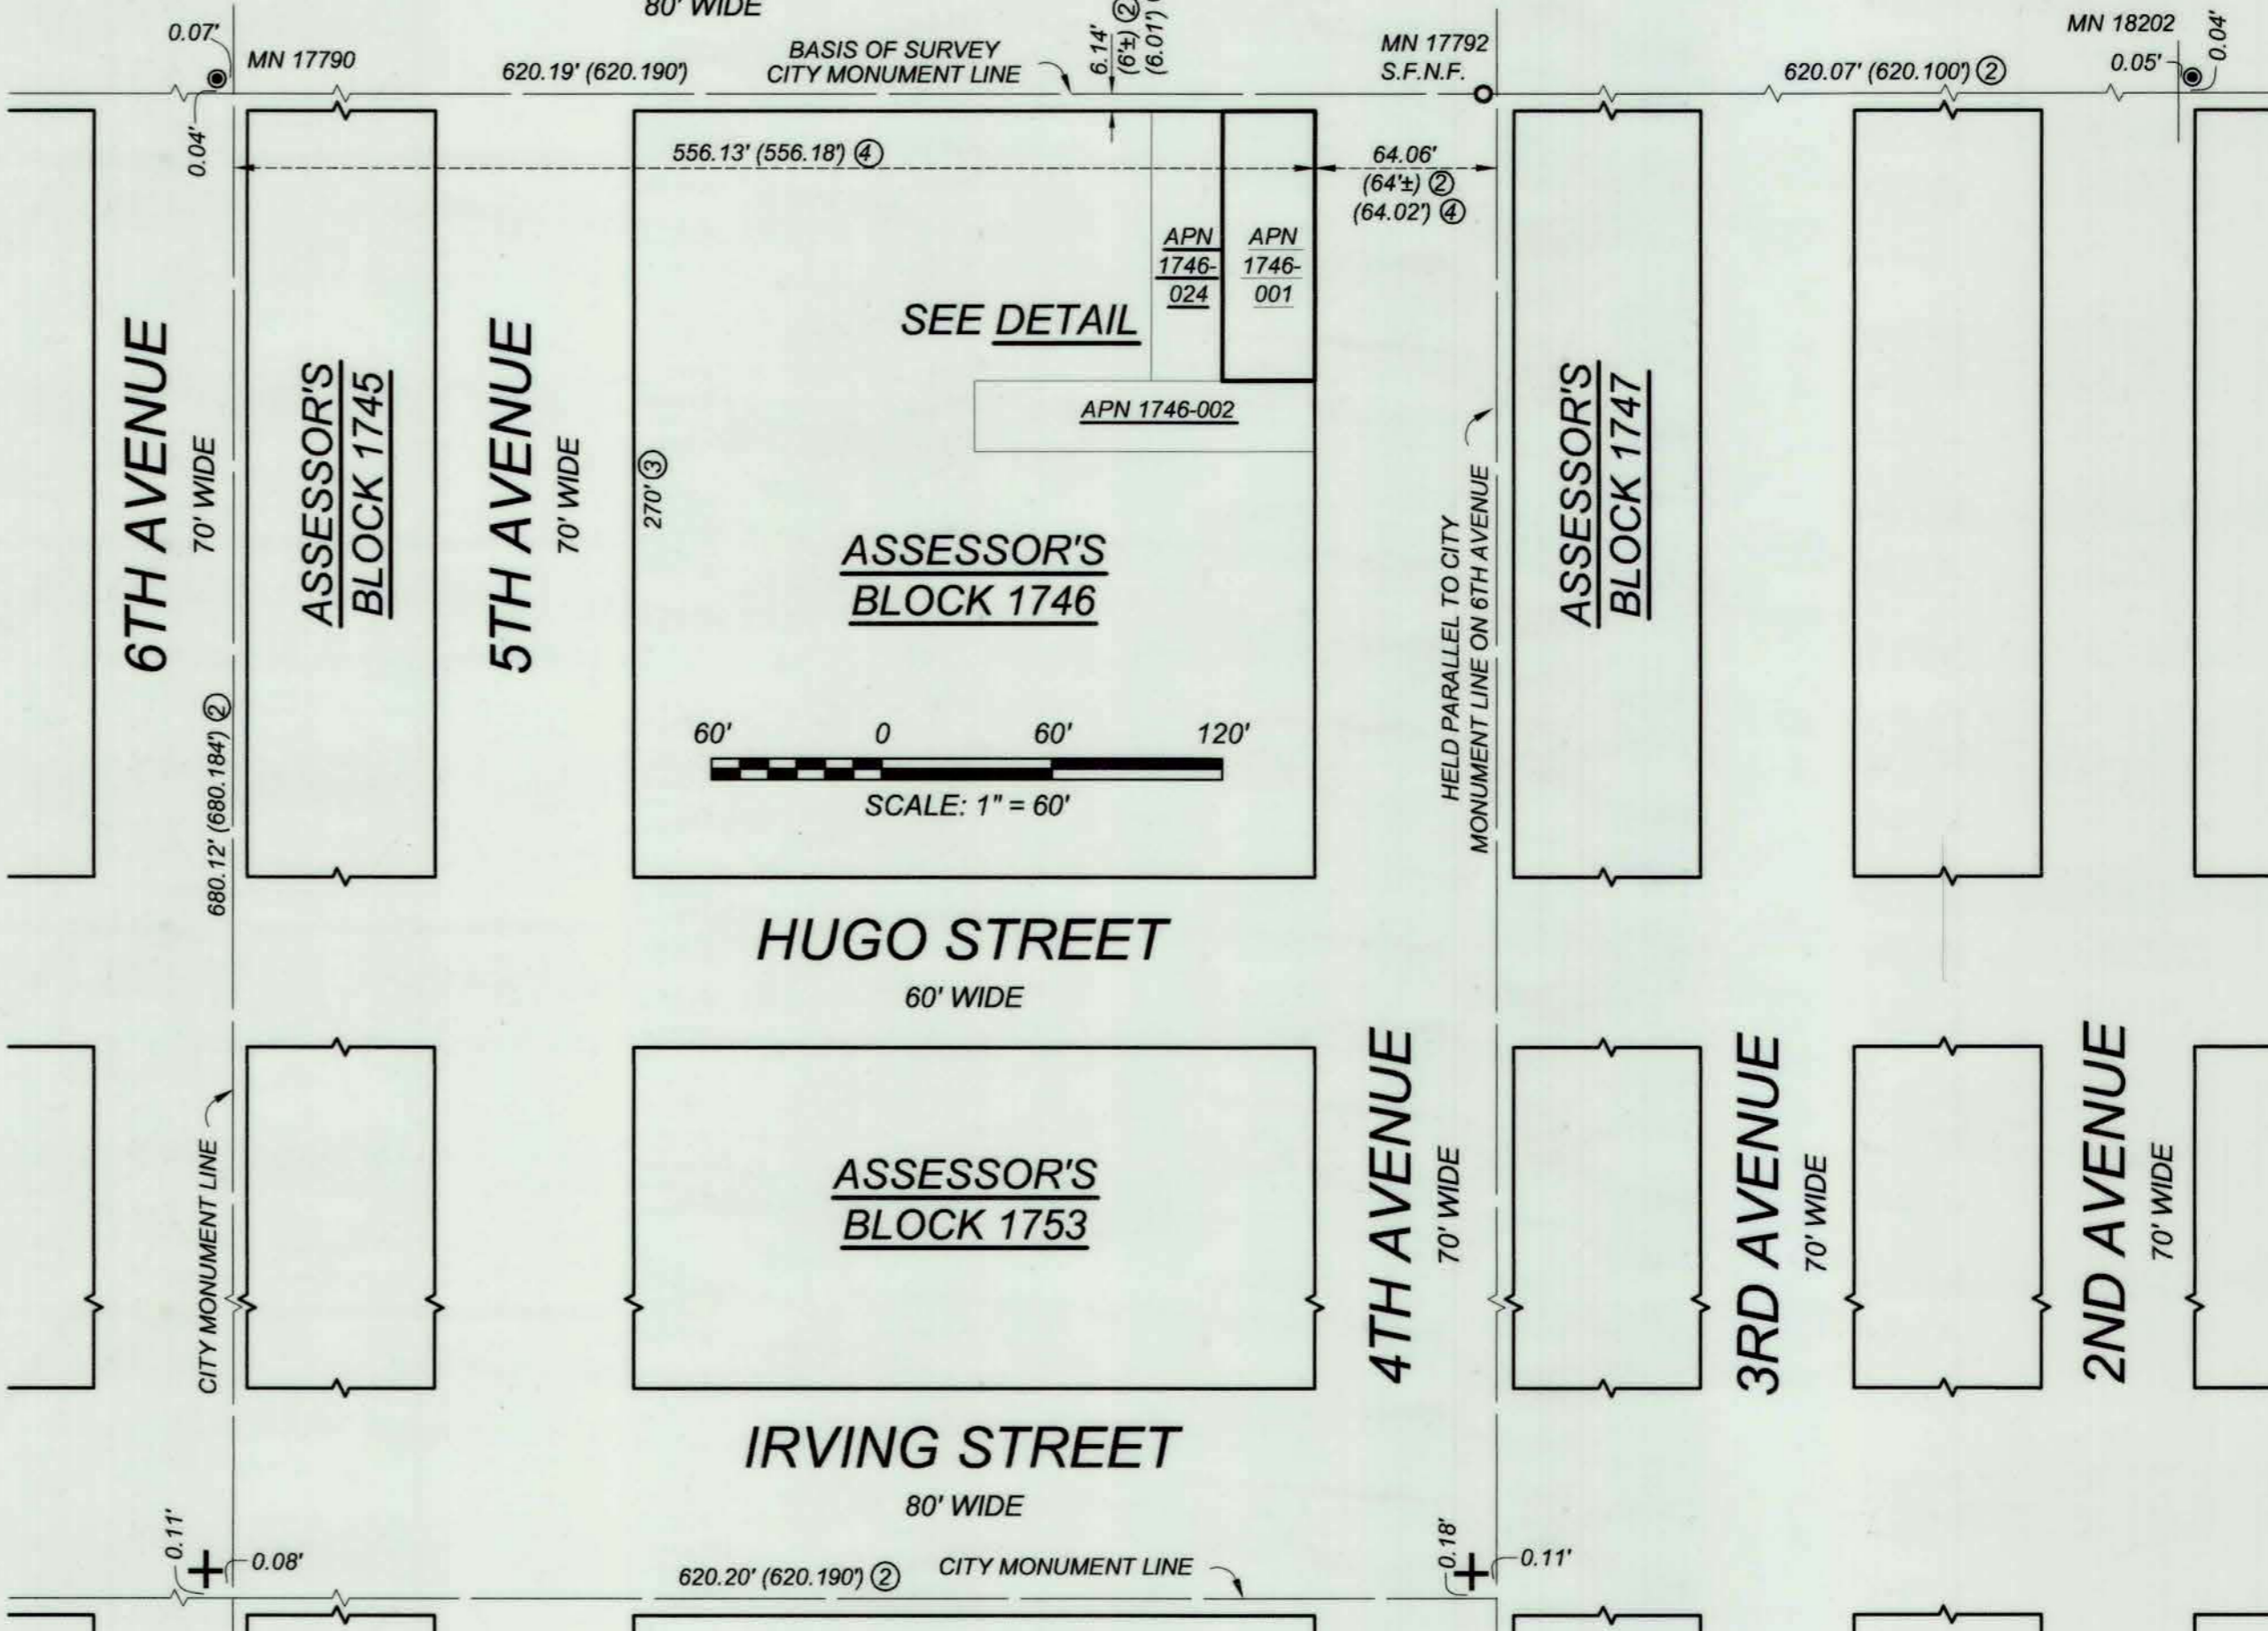 80' WIDE
0.07'
MN 17790
0.04'
620.19' (620.190')
BASIS OF SURVEY
CITY MONUMENT LINE
6.14'
(6'±) ②
(6.01')
MN 17792
S.F.N.F.
620.07' (620.100') ②
MN 18202
0.05'
0.04'
556.13' (556.18') ④
64.06'
(64'±) ②
(64.02') ④
APN
1746-
024
APN
1746-
001
SEE DETAIL
APN 1746-002
6TH AVENUE
70' WIDE
ASSESSOR'S
BLOCK 1745
5TH AVENUE
70' WIDE
270' ③
ASSESSOR'S
BLOCK 1746
HELD PARALLEL TO CITY
MONUMENT LINE ON 6TH AVENUE
ASSESSOR'S
BLOCK 1747
680.12' (680.184') ②
60' 0 60' 120'
SCALE: 1" = 60'
HUGO STREET
60' WIDE
CITY MONUMENT LINE
ASSESSOR'S
BLOCK 1753
4TH AVENUE
70' WIDE
3RD AVENUE
70' WIDE
2ND AVENUE
70' WIDE
IRVING STREET
80' WIDE
0.11'
0.08'
620.20' (620.190') ②
CITY MONUMENT LINE
0.18'
0.11'